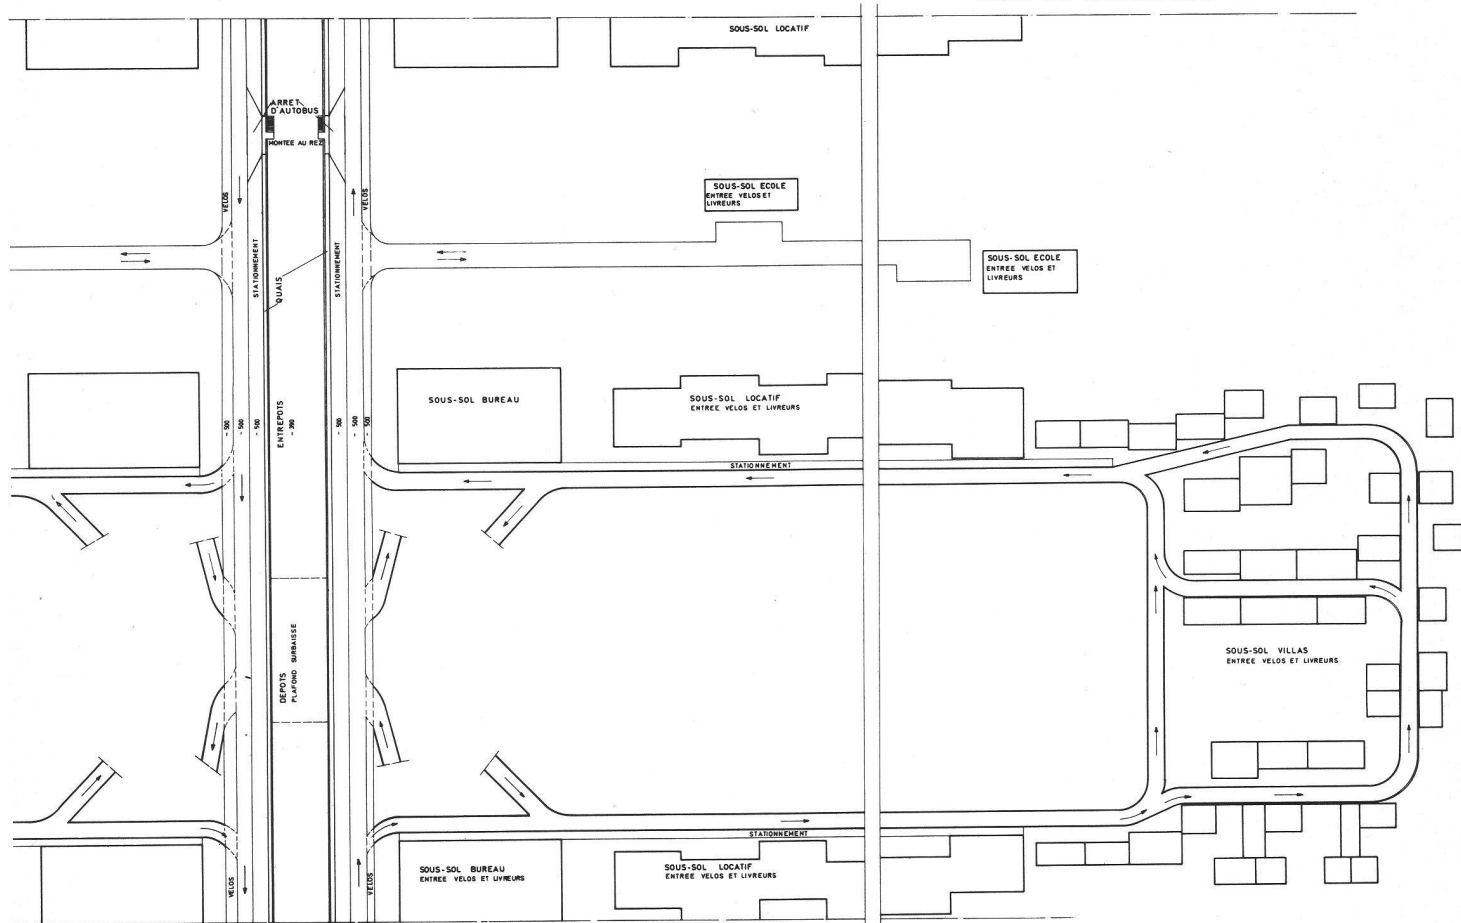 SOUS-SOL LOCATIF
ARRET
D'AUTOBUS
MONTEE AU REZ
VELOS
VELOS
SOUS-SOL ECOLE
ENTREE VELOS ET
LIVREURS
STATIONNEMENT
QUAIS
STATIONNEMENT
SOUS-SOL ECOLE
ENTREE VELOS ET
LIVREURS
SOUS-SOL BUREAU
SOUS-SOL LOCATIF
ENTREE VELOS ET LIVREURS
- 500
- 500
- 500
ENTREPOTS
- 390
- 500
- 500
- 500
STATIONNEMENT
DEPOTS
PLAFOND SURBAISSE
SOUS-SOL VILLAS
ENTREE VELOS ET LIVREURS
STATIONNEMENT
VELOS
VELOS
SOUS-SOL BUREAU
ENTREE VELOS ET LIVREURS
SOUS-SOL LOCATIF
ENTREE VELOS ET LIVREURS